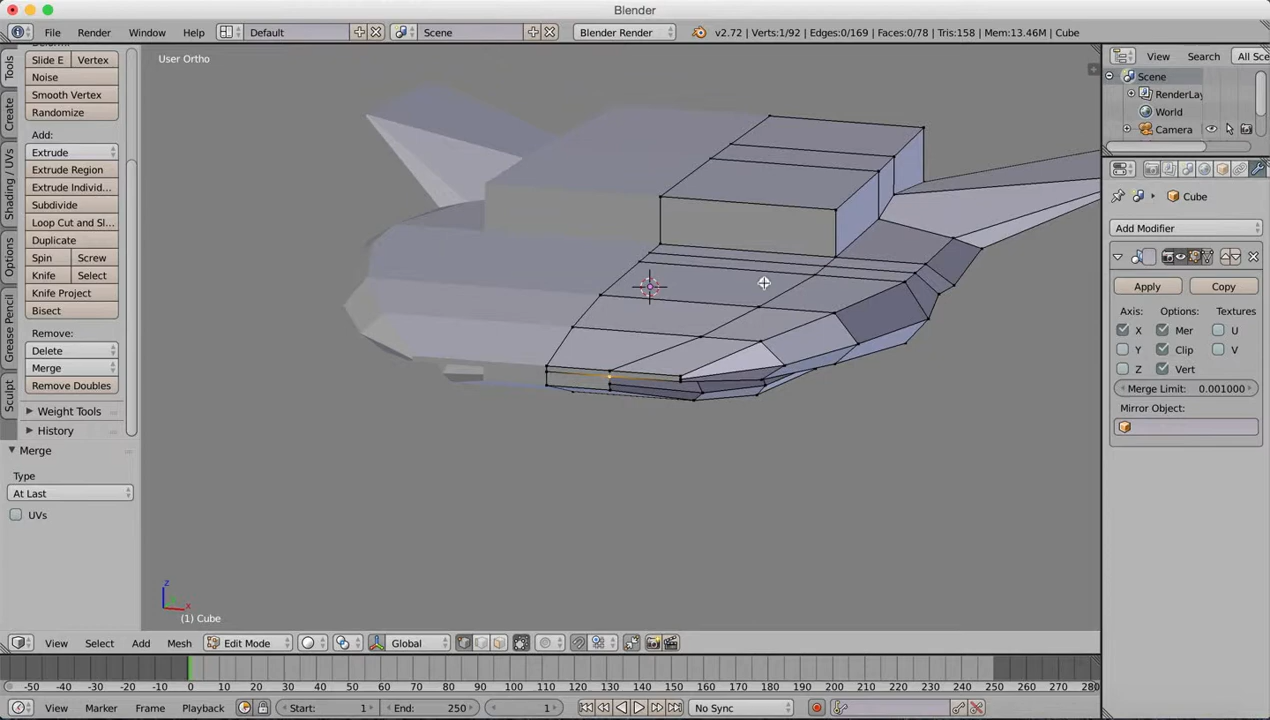 Blender
File Render Window Help Default Scene Blender Render v2.72 | Verts:1/92 | Edges:0/169 | Faces:0/78 | Tris:158 | Mem:13.46M | Cube
User Ortho
Tools
Create
Shading / UVs
Options
Grease Pencil
Sculpt
Slide E Vertex
Noise
Smooth Vertex
Randomize
Add:
Extrude
Extrude Region
Extrude Individ...
Subdivide
Loop Cut and Sl...
Duplicate
Spin Screw
Knife Select
Knife Project
Bisect
Remove:
Delete
Merge
Remove Doubles
Weight Tools
History
Merge
Type
At Last
UVs
z
x
(1) Cube
View Search All Sce
Scene
RenderLay
World
Camera
Cube
Add Modifier
Apply Copy
Axis: Options: Textures
X Mer U
Y Clip V
Z Vert
Merge Limit: 0.001000
Mirror Object:
View Select Add Mesh Edit Mode Global
-50 -40 -30 -20 -10 0 10 20 30 40 50 60 70 80 90 100 110 120 130 140 150 160 170 180 190 200 210 220 230 240 250 260 270 280
View Marker Frame Playback Start: 1 End: 250 1 No Sync